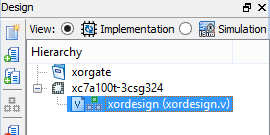 Design
View: Implementation Simulation
Hierarchy
xorgate
xc7a100t-3csg324
V xordesign (xordesign.v)